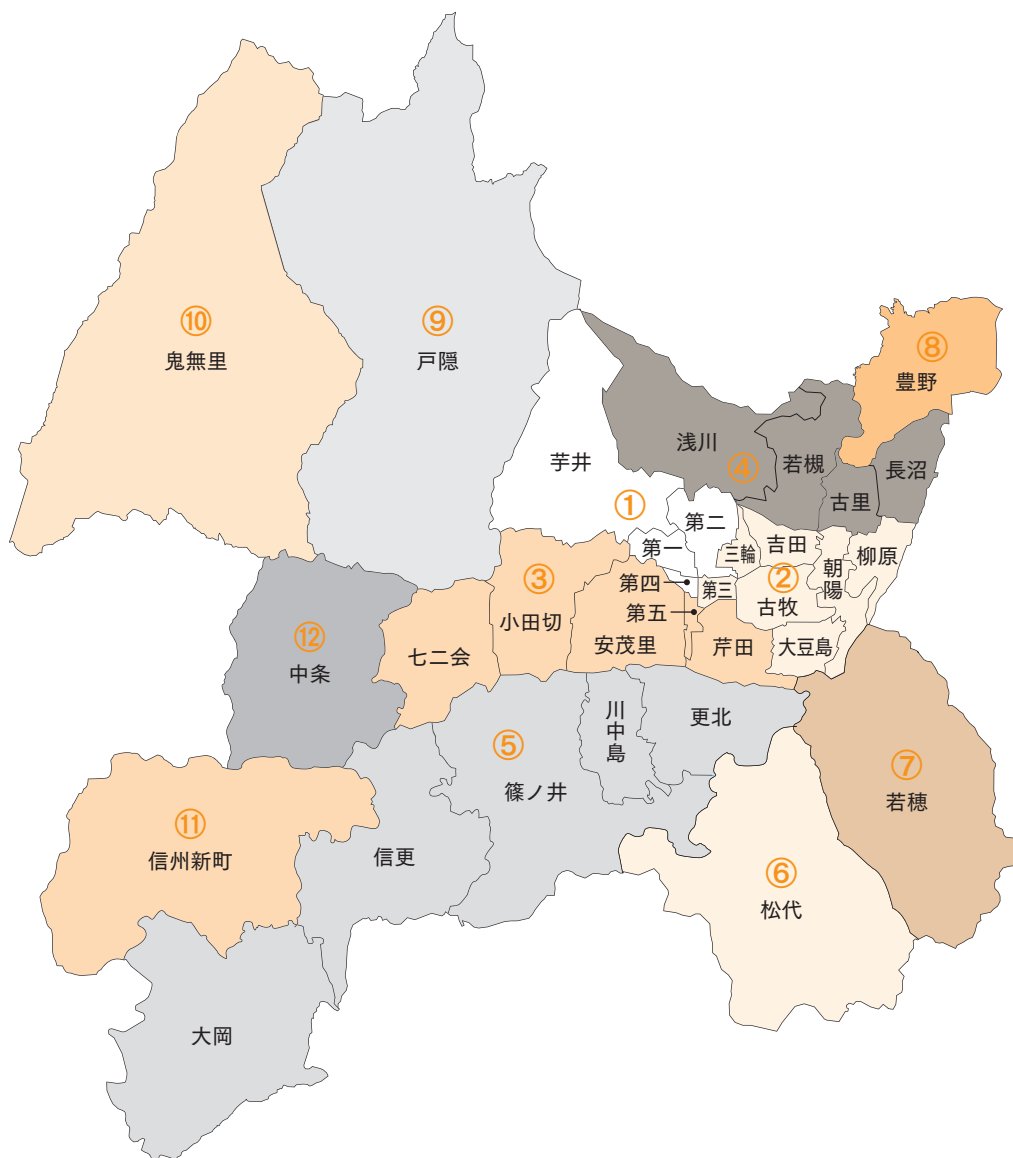 ⑩
鬼無里
⑨
戸隠
⑧
豊野
芋井
浅川
④
若槻
長沼
古里
①
第二
第一
三輪
吉田
朝陽
柳原
②
古牧
第四
第三
第五
③
小田切
安茂里
芹田
大豆島
⑫
中条
七二会
川中島
更北
⑤
篠ノ井
⑦
若穂
⑪
信州新町
信更
⑥
松代
大岡